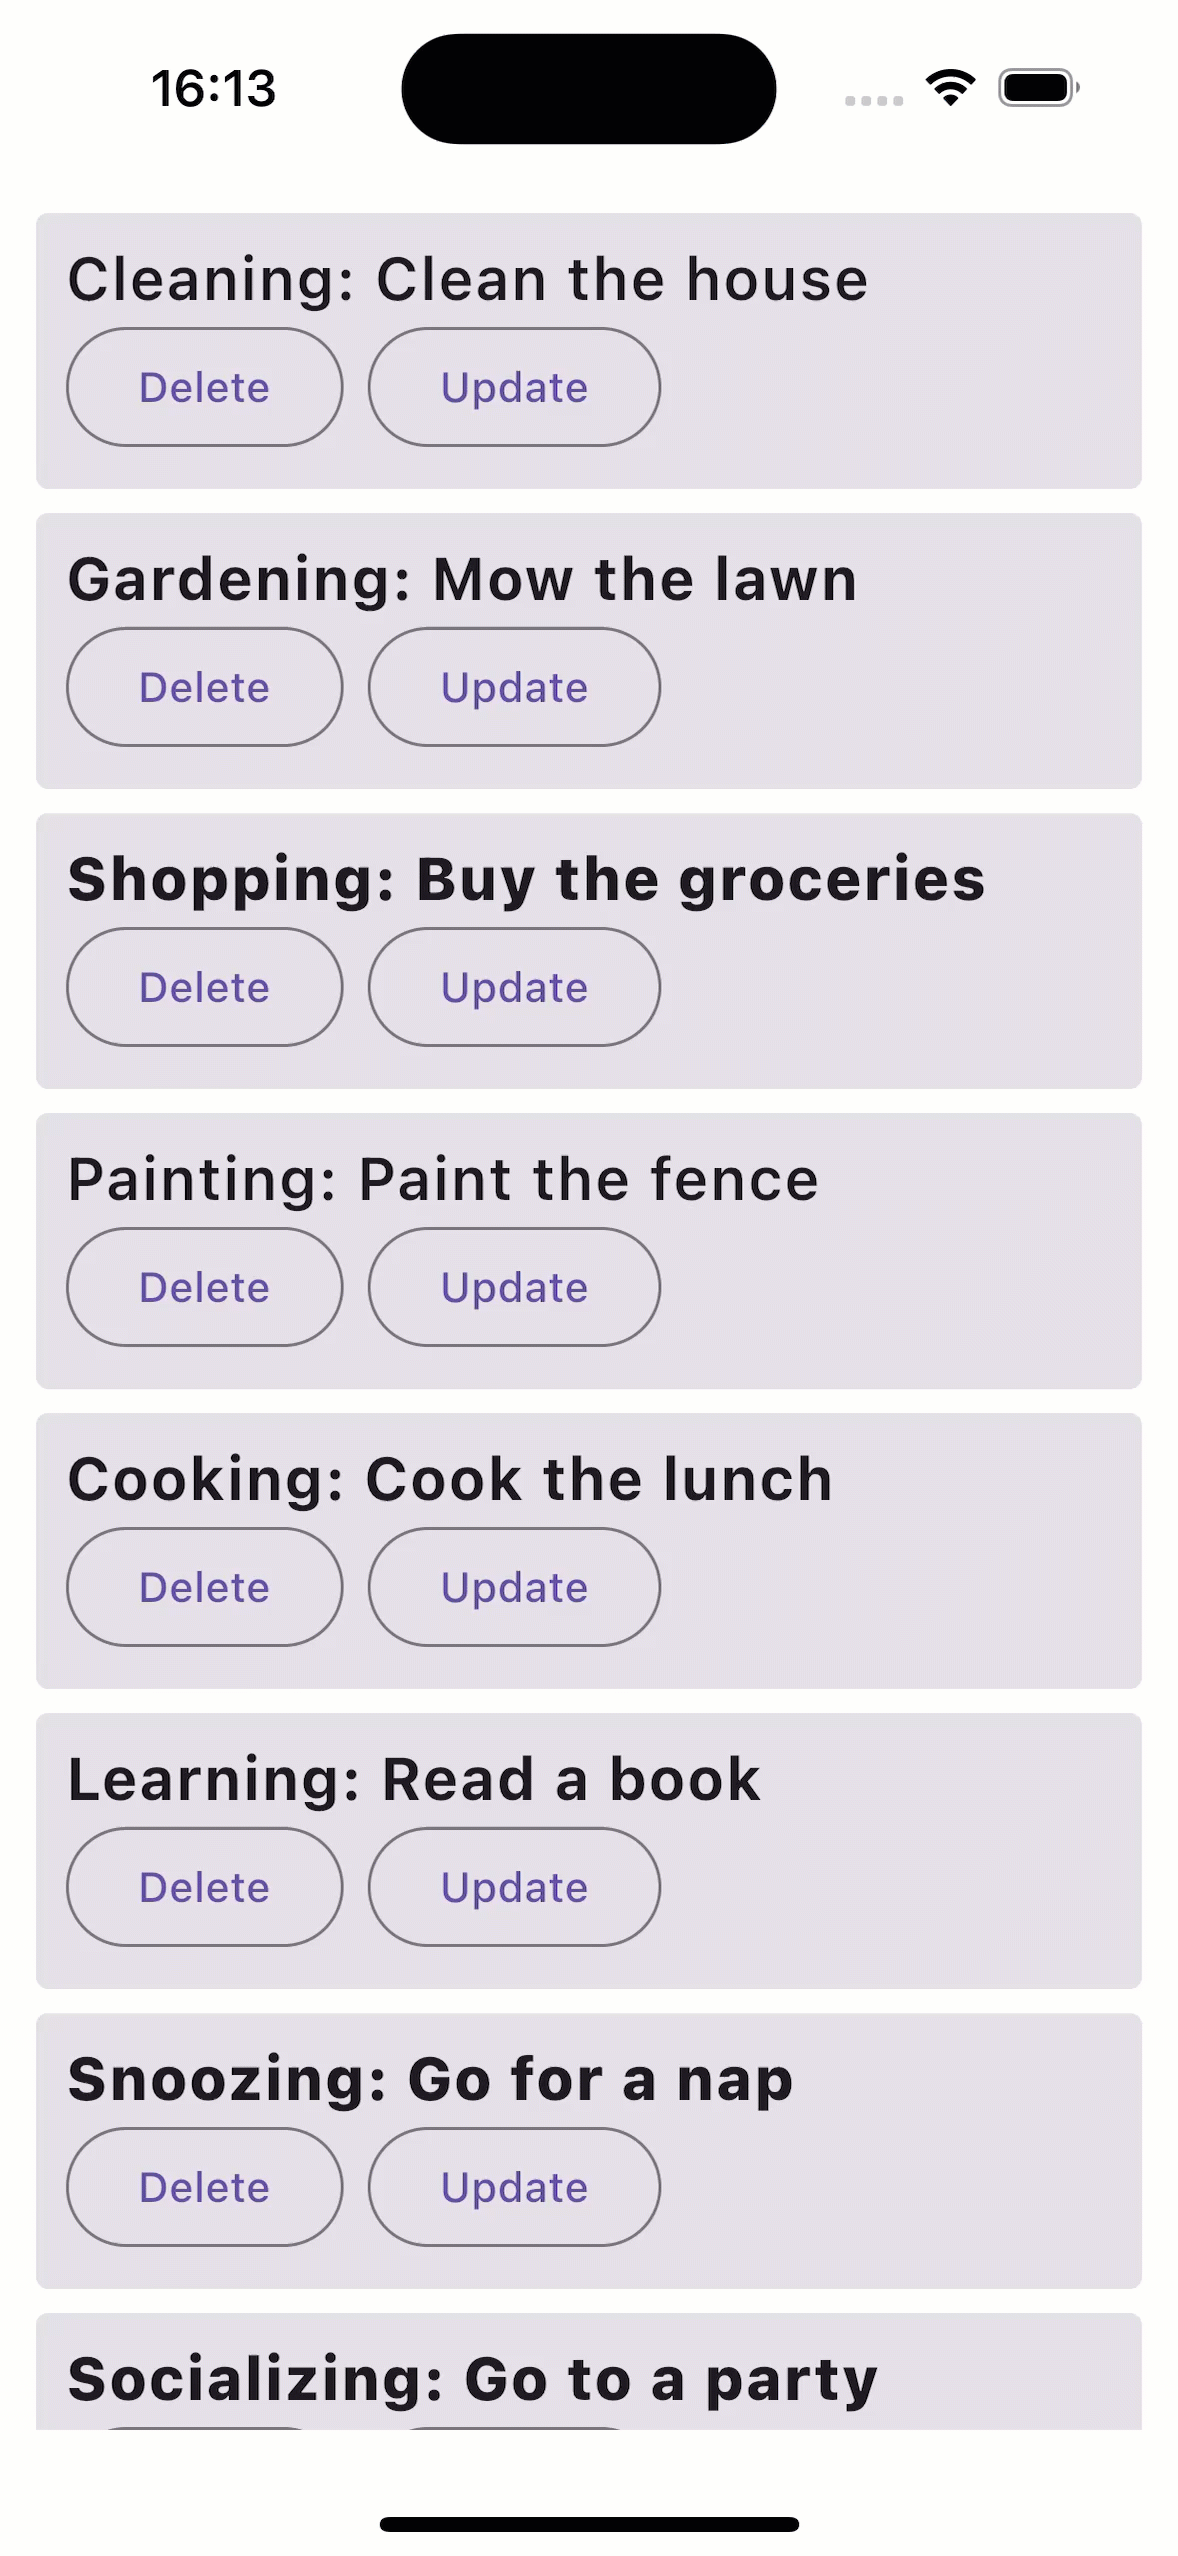 16:13
Cleaning: Clean the house
Delete Update
Gardening: Mow the lawn
Delete Update
Shopping: Buy the groceries
Delete Update
Painting: Paint the fence
Delete Update
Cooking: Cook the lunch
Delete Update
Learning: Read a book
Delete Update
Snoozing: Go for a nap
Delete Update
Socializing: Go to a party